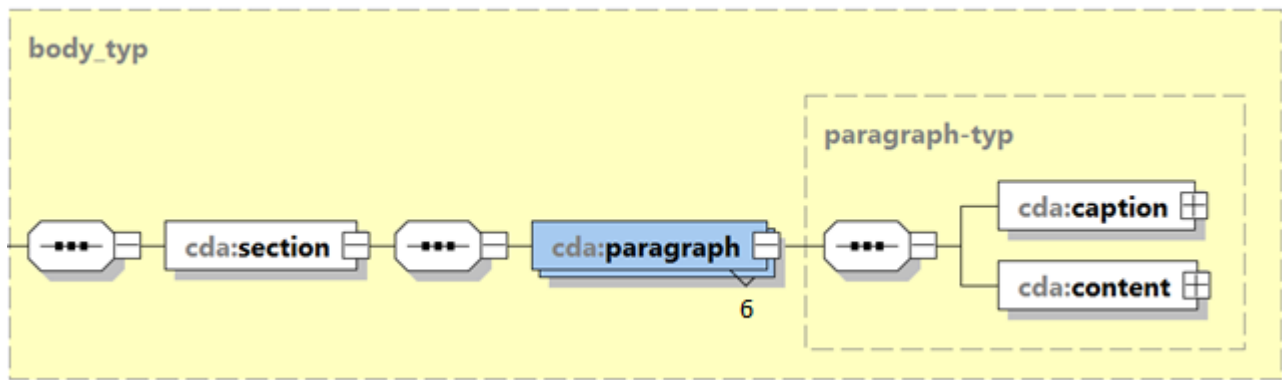 body_typ
paragraph-typ
cda:caption
cda:section
cda:paragraph
cda:content
6